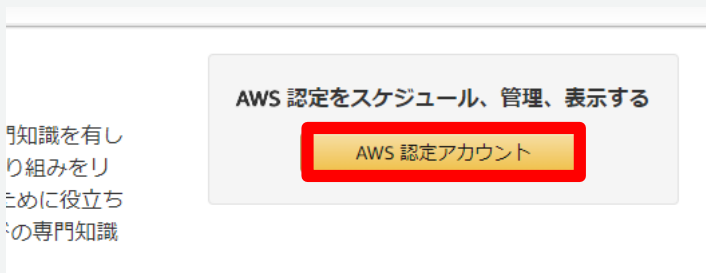 AWS 認定をスケジュール、管理、表示する
AWS 認定アカウント
門知識を有し
り組みをリ
ために役立ち
の専門知識